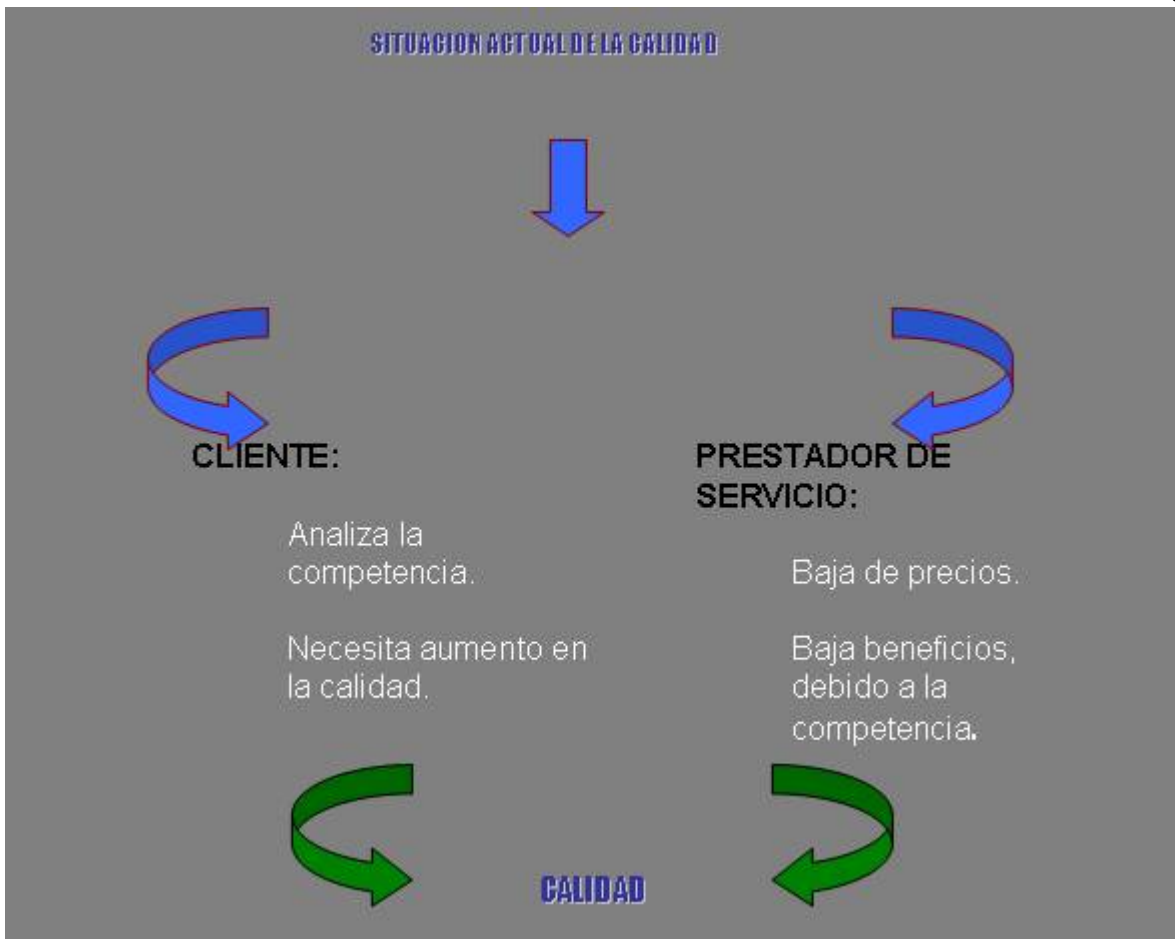 SITUACION ACTUAL DE LA CALIDAD
CLIENTE:
Analiza la
competencia.
Necesita aumento en
la calidad.
PRESTADOR DE
SERVICIO:
Baja de precios.
Baja beneficios,
debido a la
competencia.
CALIDAD